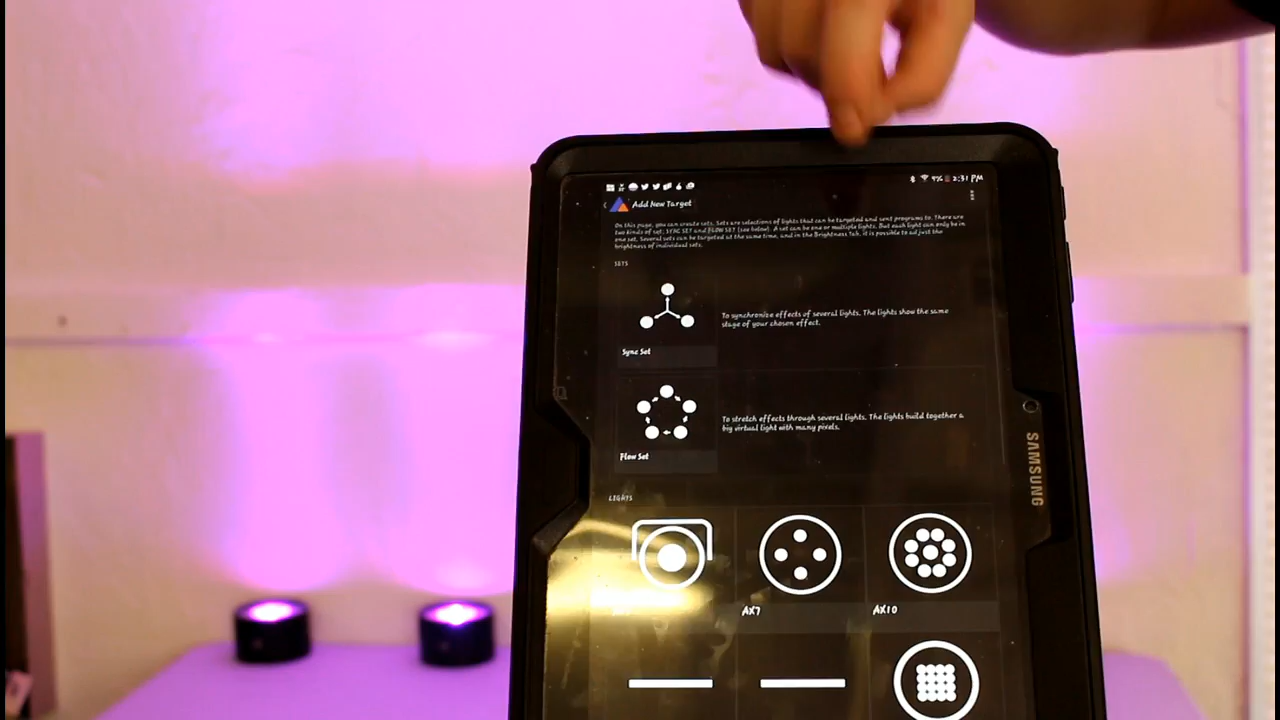 9% 2:31 PM
Add New Target
On this page, you can create sets. Sets are selections of lights that can be targeted and sent programs to. There are
two kinds of set: SYNC SET and FLOW SET (see below). A set can be one or multiple lights. But each light can only be in
one set. Several sets can be targeted at the same time, and in the Brightness Tab, it is possible to adjust the
brightness of individual sets.
SETS
To synchronize effects of several lights. The lights show the same
stage of your chosen effect.
Sync Set
To stretch effects through several lights. The lights build together a
big virtual light with many pixels.
Flow Set
SAMSUNG
LIGHTS
AX7
AX10